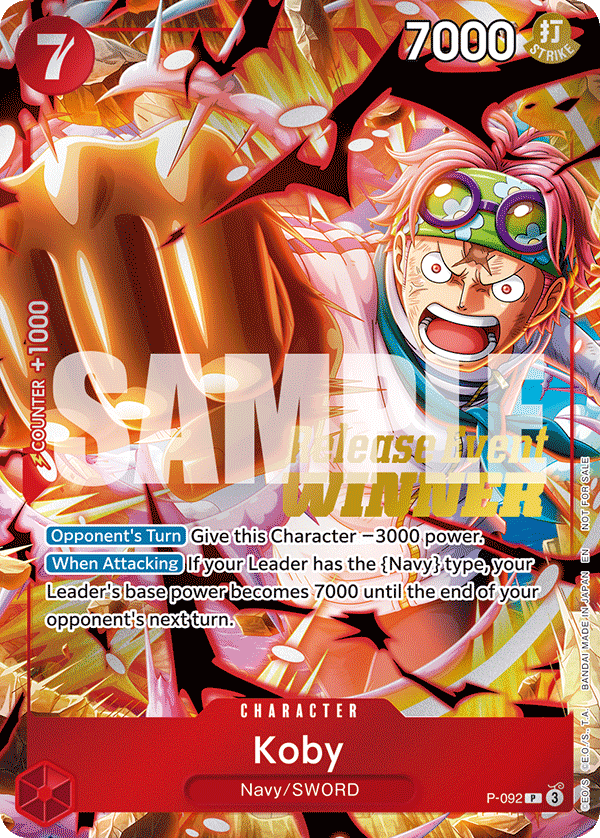 7
7000
打
STRIKE
COUNTER +1000
SAMPLE
Release Event
WINNER
Opponent's Turn Give this Character −3000 power.
When Attacking If your Leader has the {Navy} type, your
Leader's base power becomes 7000 until the end of your
opponent's next turn.
CHARACTER
Koby
Navy/SWORD
P-092 P 3
©E.O./S. ©E.O./S.,T.A. BANDAI MADE IN JAPAN EN NOT FOR SALE